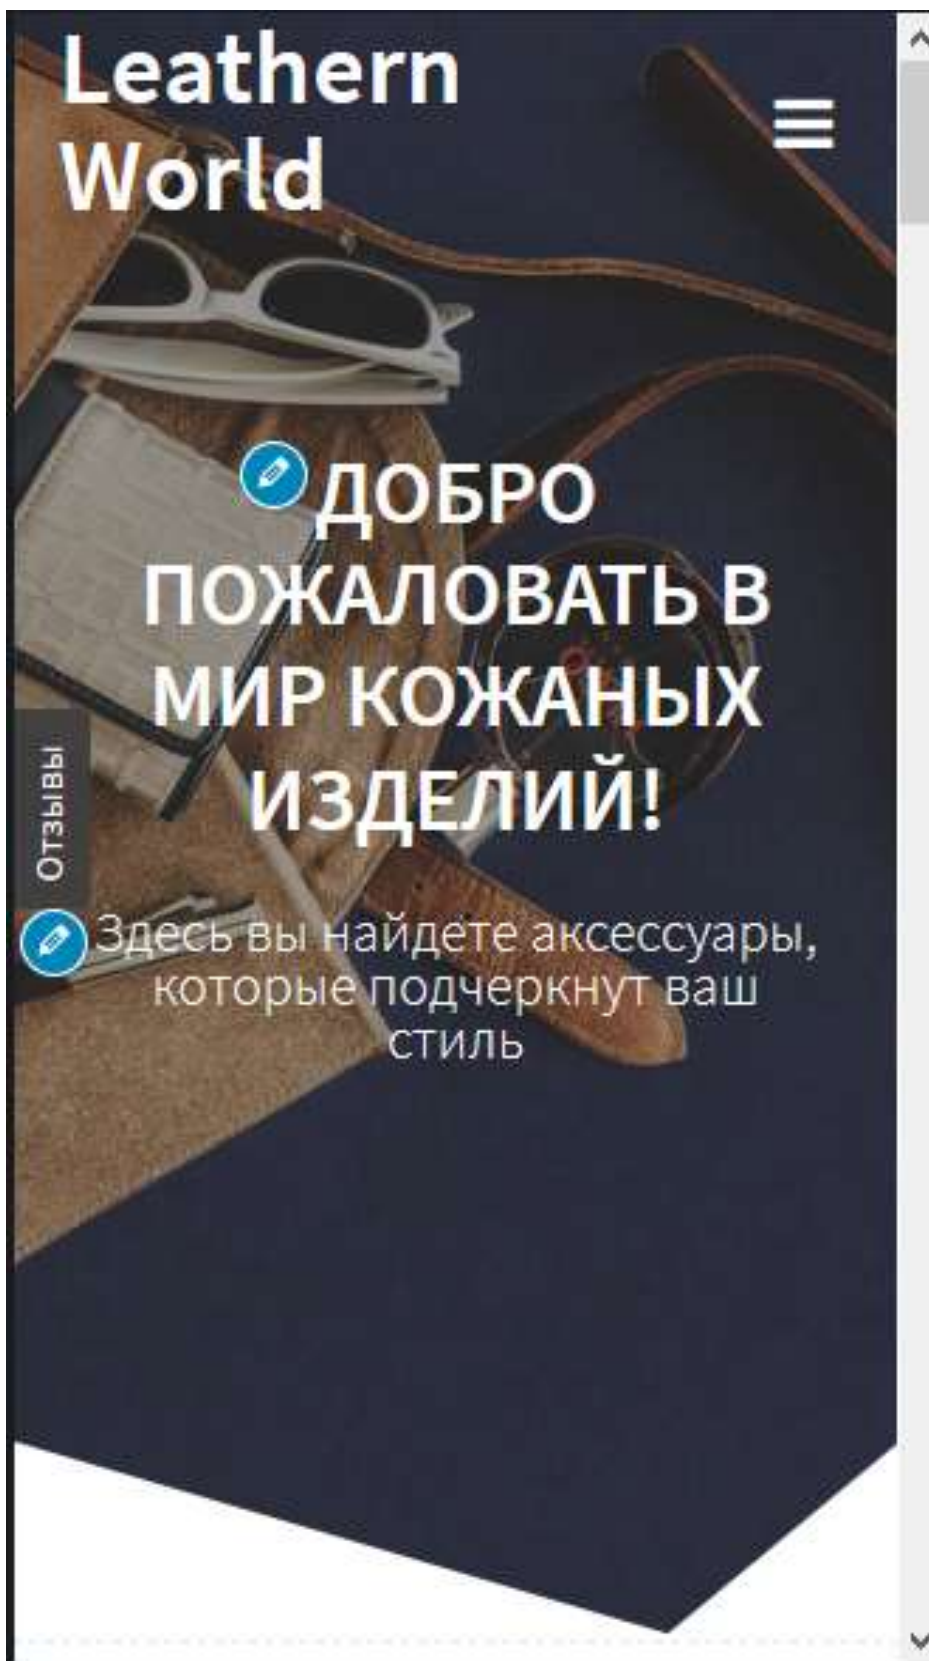 Leathern
World
ДОБРО
ПОЖАЛОВАТЬ В
МИР КОЖАНЫХ
ИЗДЕЛИЙ!
Отзывы
Здесь вы найдете аксессуары,
которые подчеркнут ваш
стиль